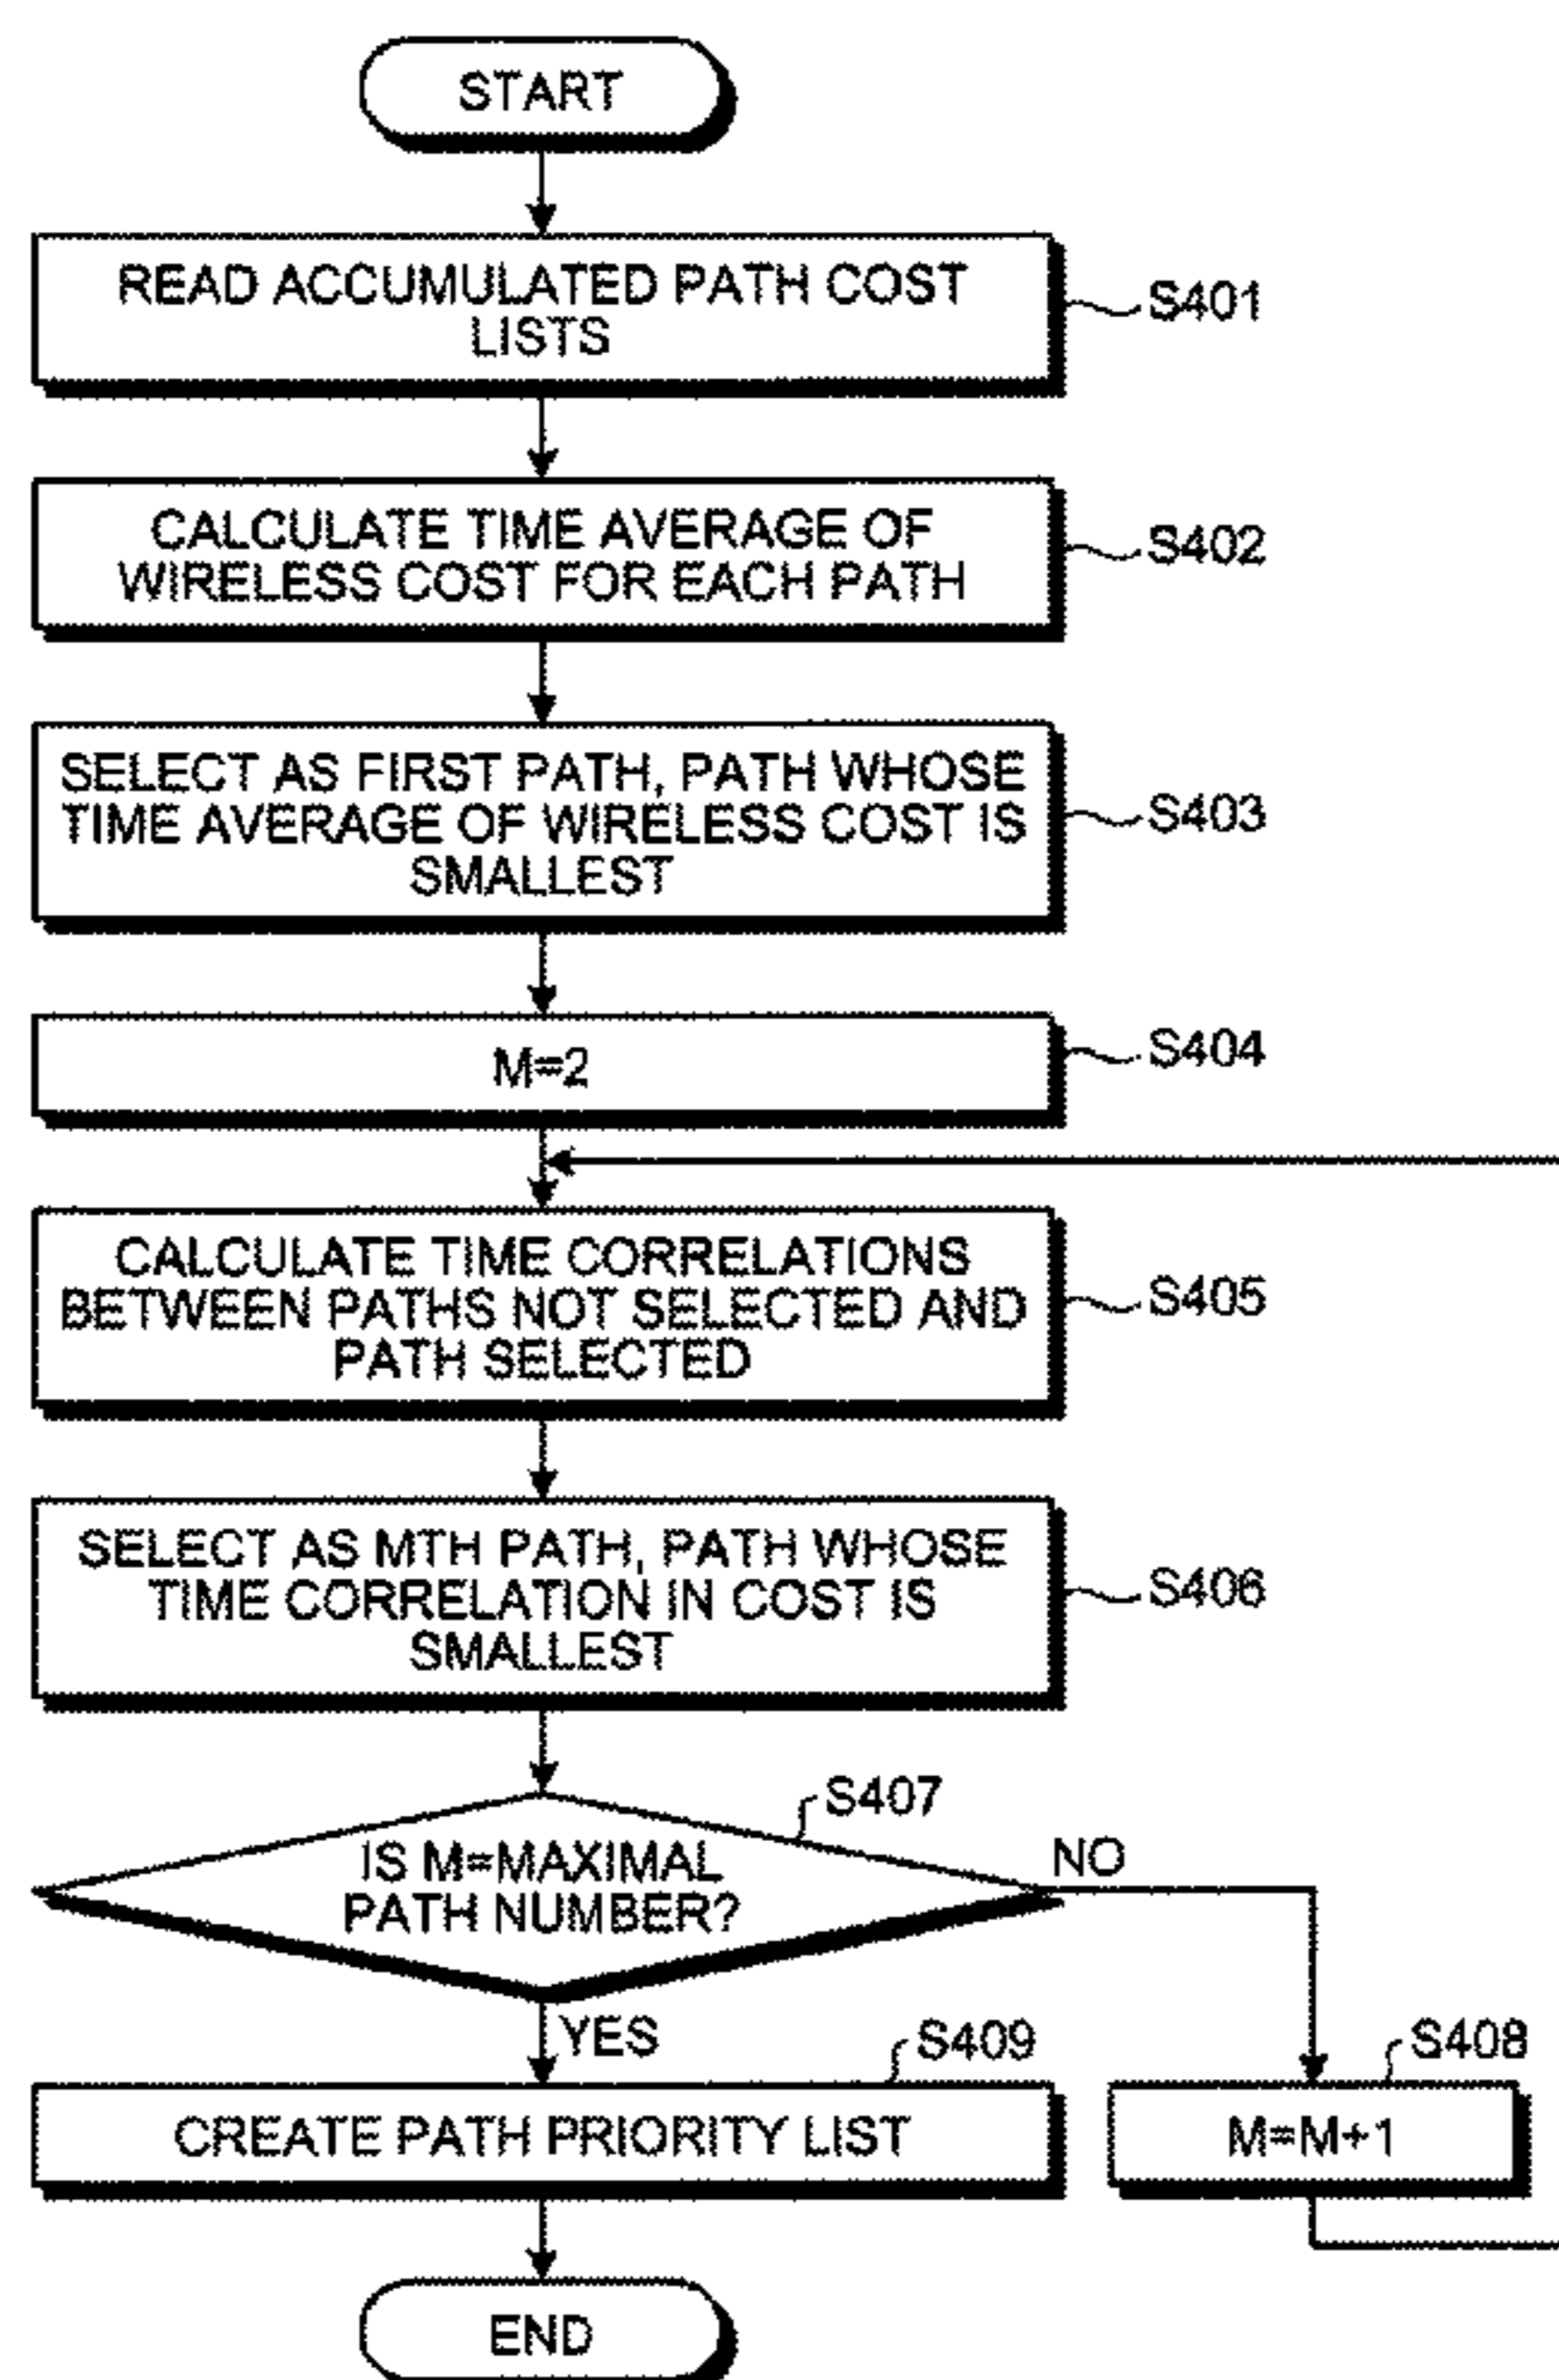 START
READ ACCUMULATED PATH COST
LISTS
S401
CALCULATE TIME AVERAGE OF
WIRELESS COST FOR EACH PATH
S402
SELECT AS FIRST PATH, PATH WHOSE
TIME AVERAGE OF WIRELESS COST IS
SMALLEST
S403
M=2
S404
CALCULATE TIME CORRELATIONS
BETWEEN PATHS NOT SELECTED AND
PATH SELECTED
S405
SELECT AS MTH PATH, PATH WHOSE
TIME CORRELATION IN COST IS
SMALLEST
S406
S407
IS M=MAXIMAL
PATH NUMBER?
NO
YES
S409
S408
CREATE PATH PRIORITY LIST
M=M+1
END